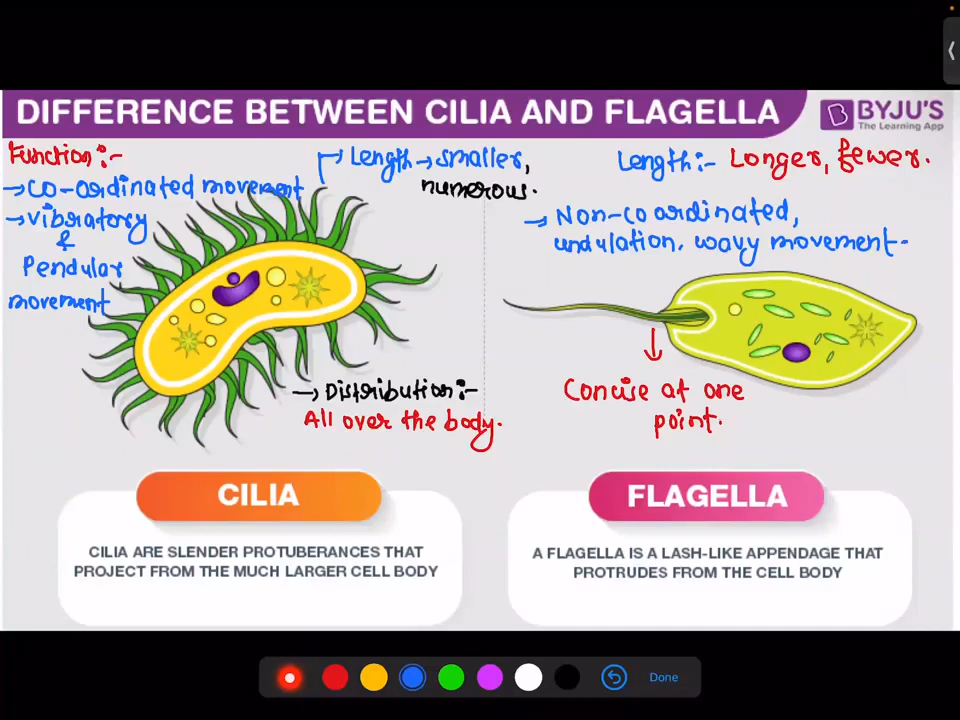 DIFFERENCE BETWEEN CILIA AND FLAGELLA
BYJU'S
The Learning App
Function:-
→ Co-ordinated movement
→ Vibratory
&
Pendular
movement
→ Length → smaller,
numerous.
Length:- Longer, fewer.
→ Non-coordinated,
undulation. wavy movement.
→ Distribution:-
All over the body.
Concise at one
point.
CILIA
CILIA ARE SLENDER PROTUBERANCES THAT
PROJECT FROM THE MUCH LARGER CELL BODY
FLAGELLA
A FLAGELLA IS A LASH-LIKE APPENDAGE THAT
PROTRUDES FROM THE CELL BODY
Done